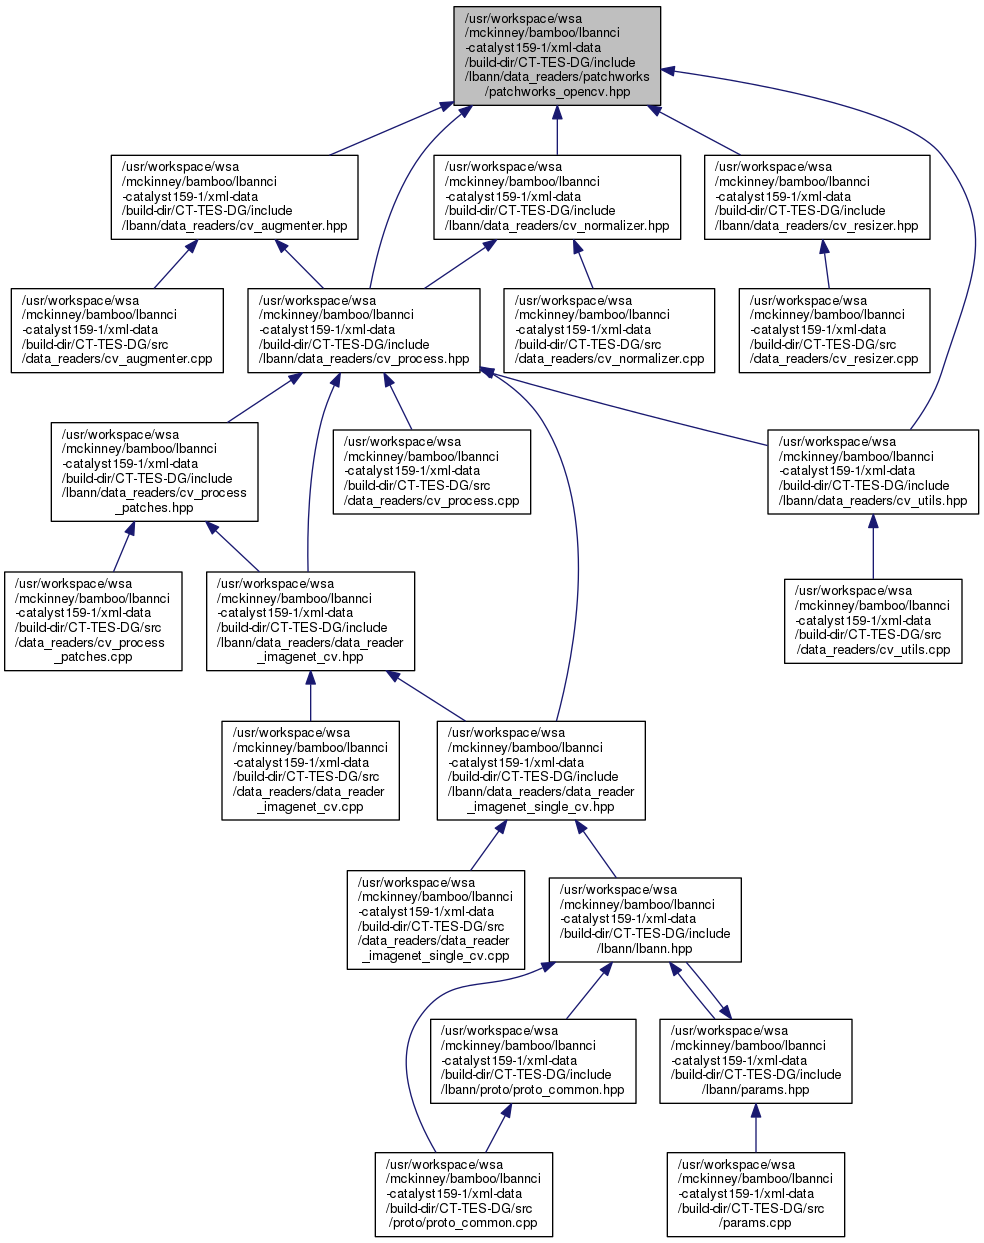 /usr/workspace/wsa
/mckinney/bamboo/lbannci
-catalyst159-1/xml-data
/build-dir/CT-TES-DG/include
/lbann/data_readers/patchworks
/patchworks_opencv.hpp
/usr/workspace/wsa
/mckinney/bamboo/lbannci
-catalyst159-1/xml-data
/build-dir/CT-TES-DG/include
/lbann/data_readers/cv_augmenter.hpp
/usr/workspace/wsa
/mckinney/bamboo/lbannci
-catalyst159-1/xml-data
/build-dir/CT-TES-DG/include
/lbann/data_readers/cv_normalizer.hpp
/usr/workspace/wsa
/mckinney/bamboo/lbannci
-catalyst159-1/xml-data
/build-dir/CT-TES-DG/include
/lbann/data_readers/cv_resizer.hpp
/usr/workspace/wsa
/mckinney/bamboo/lbannci
-catalyst159-1/xml-data
/build-dir/CT-TES-DG/src
/data_readers/cv_augmenter.cpp
/usr/workspace/wsa
/mckinney/bamboo/lbannci
-catalyst159-1/xml-data
/build-dir/CT-TES-DG/include
/lbann/data_readers/cv_process.hpp
/usr/workspace/wsa
/mckinney/bamboo/lbannci
-catalyst159-1/xml-data
/build-dir/CT-TES-DG/src
/data_readers/cv_normalizer.cpp
/usr/workspace/wsa
/mckinney/bamboo/lbannci
-catalyst159-1/xml-data
/build-dir/CT-TES-DG/src
/data_readers/cv_resizer.cpp
/usr/workspace/wsa
/mckinney/bamboo/lbannci
-catalyst159-1/xml-data
/build-dir/CT-TES-DG/include
/lbann/data_readers/cv_process
_patches.hpp
/usr/workspace/wsa
/mckinney/bamboo/lbannci
-catalyst159-1/xml-data
/build-dir/CT-TES-DG/src
/data_readers/cv_process.cpp
/usr/workspace/wsa
/mckinney/bamboo/lbannci
-catalyst159-1/xml-data
/build-dir/CT-TES-DG/include
/lbann/data_readers/cv_utils.hpp
/usr/workspace/wsa
/mckinney/bamboo/lbannci
-catalyst159-1/xml-data
/build-dir/CT-TES-DG/src
/data_readers/cv_process
_patches.cpp
/usr/workspace/wsa
/mckinney/bamboo/lbannci
-catalyst159-1/xml-data
/build-dir/CT-TES-DG/include
/lbann/data_readers/data_reader
_imagenet_cv.hpp
/usr/workspace/wsa
/mckinney/bamboo/lbannci
-catalyst159-1/xml-data
/build-dir/CT-TES-DG/src
/data_readers/cv_utils.cpp
/usr/workspace/wsa
/mckinney/bamboo/lbannci
-catalyst159-1/xml-data
/build-dir/CT-TES-DG/src
/data_readers/data_reader
_imagenet_cv.cpp
/usr/workspace/wsa
/mckinney/bamboo/lbannci
-catalyst159-1/xml-data
/build-dir/CT-TES-DG/include
/lbann/data_readers/data_reader
_imagenet_single_cv.hpp
/usr/workspace/wsa
/mckinney/bamboo/lbannci
-catalyst159-1/xml-data
/build-dir/CT-TES-DG/src
/data_readers/data_reader
_imagenet_single_cv.cpp
/usr/workspace/wsa
/mckinney/bamboo/lbannci
-catalyst159-1/xml-data
/build-dir/CT-TES-DG/include
/lbann/lbann.hpp
/usr/workspace/wsa
/mckinney/bamboo/lbannci
-catalyst159-1/xml-data
/build-dir/CT-TES-DG/include
/lbann/proto/proto_common.hpp
/usr/workspace/wsa
/mckinney/bamboo/lbannci
-catalyst159-1/xml-data
/build-dir/CT-TES-DG/include
/lbann/params.hpp
/usr/workspace/wsa
/mckinney/bamboo/lbannci
-catalyst159-1/xml-data
/build-dir/CT-TES-DG/src
/proto/proto_common.cpp
/usr/workspace/wsa
/mckinney/bamboo/lbannci
-catalyst159-1/xml-data
/build-dir/CT-TES-DG/src
/params.cpp